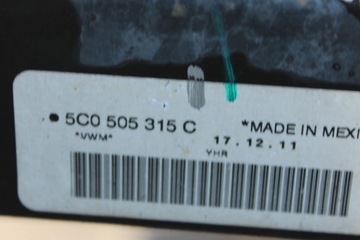 5C0 505 315 C *MADE IN MEXI
*VWM* 17.12.11
YHR